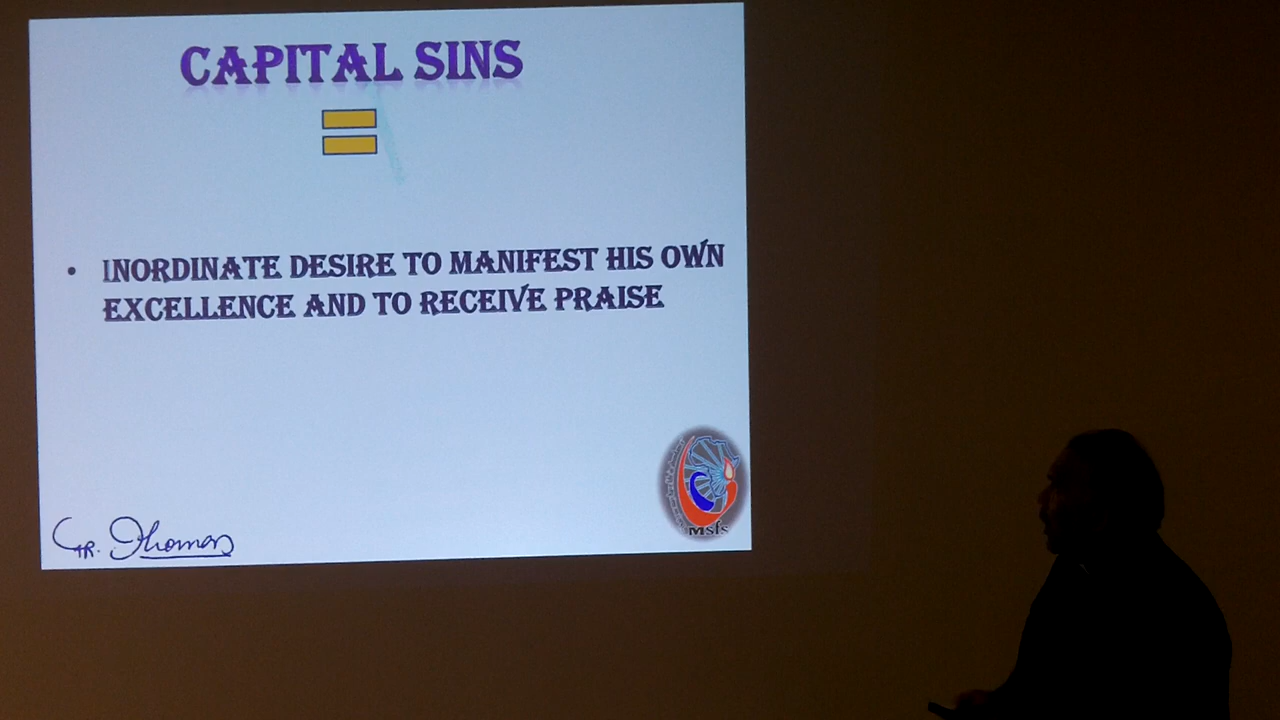 CAPITAL SINS
=
• INORDINATE DESIRE TO MANIFEST HIS OWN
EXCELLENCE AND TO RECEIVE PRAISE
Msfs
Fr. Thomas